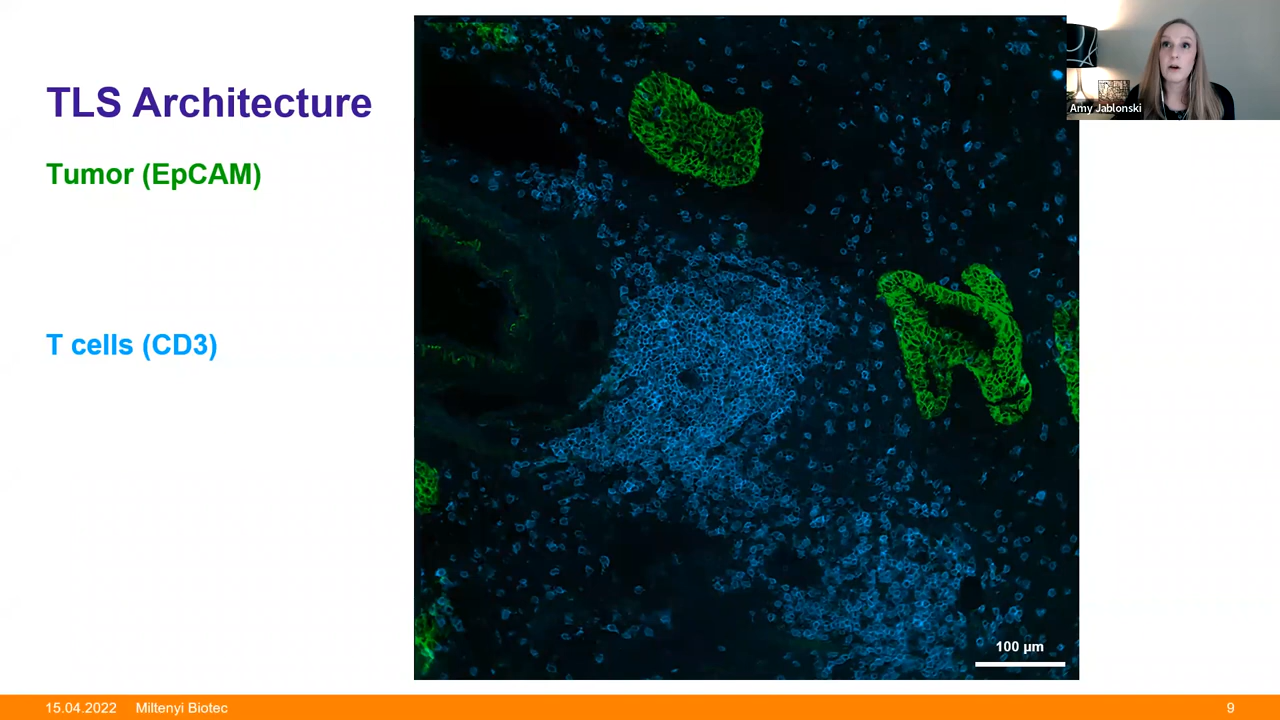 TLS Architecture
Tumor (EpCAM)
T cells (CD3)
Amy Jablonski
100 µm
15.04.2022 Miltenyi Biotec
9